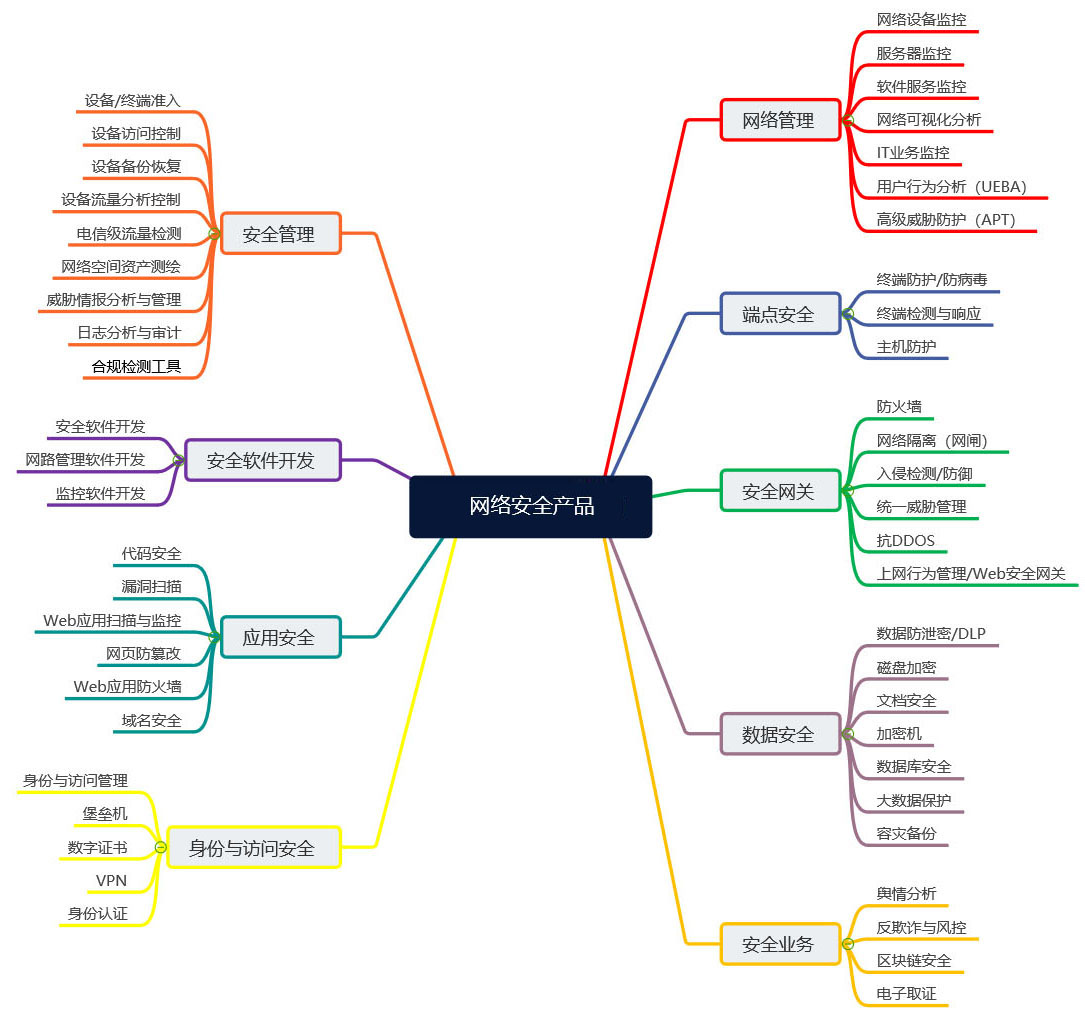 网络安全产品
网络管理
网络设备监控
服务器监控
软件服务监控
网络可视化分析
IT业务监控
用户行为分析（UEBA）
高级威胁防护（APT）
端点安全
终端防护/防病毒
终端检测与响应
主机防护
安全网关
防火墙
网络隔离（网闸）
入侵检测/防御
统一威胁管理
抗DDOS
上网行为管理/Web安全网关
数据安全
数据防泄密/DLP
磁盘加密
文档安全
加密机
数据库安全
大数据保护
容灾备份
安全业务
舆情分析
反欺诈与风控
区块链安全
电子取证
安全管理
设备/终端准入
设备访问控制
设备备份恢复
设备流量分析控制
电信级流量检测
网络空间资产测绘
威胁情报分析与管理
日志分析与审计
合规检测工具
安全软件开发
安全软件开发
网路管理软件开发
监控软件开发
应用安全
代码安全
漏洞扫描
Web应用扫描与监控
网页防篡改
Web应用防火墙
域名安全
身份与访问安全
身份与访问管理
堡垒机
数字证书
VPN
身份认证